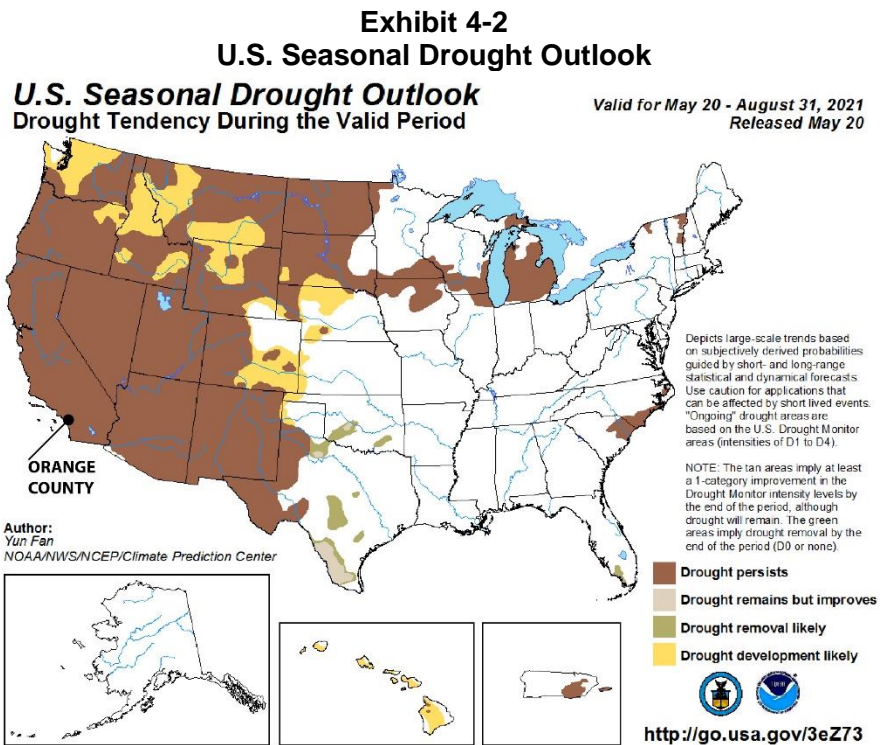 Exhibit 4-2
U.S. Seasonal Drought Outlook
U.S. Seasonal Drought Outlook
Drought Tendency During the Valid Period
Valid for May 20 - August 31, 2021
Released May 20
Depicts large-scale trends based
on subjectively derived probabilities
guided by short- and long-range
statistical and dynamical forecasts.
Use caution for applications that
can be affected by short lived events.
"Ongoing" drought areas are
based on the U.S. Drought Monitor
areas (intensities of D1 to D4).
NOTE: The tan areas imply at least
a 1-category improvement in the
Drought Monitor intensity levels by
the end of the period, although
drought will remain. The green
areas imply drought removal by the
end of the period (D0 or none).
ORANGE
COUNTY
Author:
Yun Fan
NOAA/NWS/NCEP/Climate Prediction Center
Drought persists
Drought remains but improves
Drought removal likely
Drought development likely
http://go.usa.gov/3eZ73